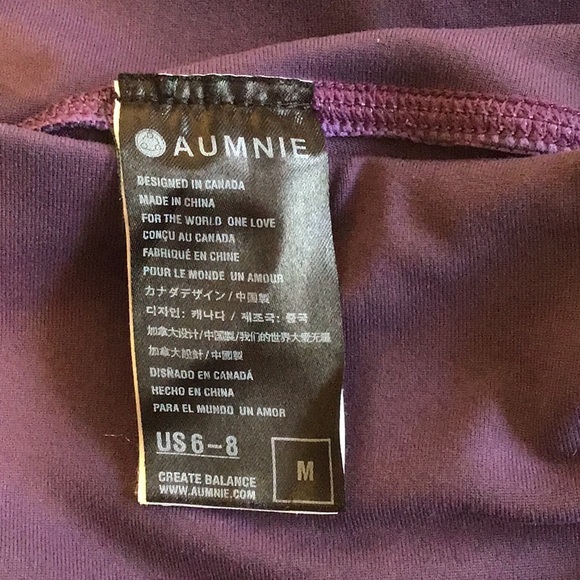 AUMNIE
DESIGNED IN CANADA
MADE IN CHINA
FOR THE WORLD ONE LOVE
CONÇU AU CANADA
FABRIQUÉ EN CHINE
POUR LE MONDE UN AMOUR
カナダデザイン/中国製
디자인: 캐나다 / 제조국: 중국
加拿大设计/中国製/我们的世界大爱无疆
加拿大設計/中國製
DISÑADO EN CANADÁ
HECHO EN CHINA
PARA EL MUNDO UN AMOR
US 6-8
M
CREATE BALANCE
WWW.AUMNIE.COM